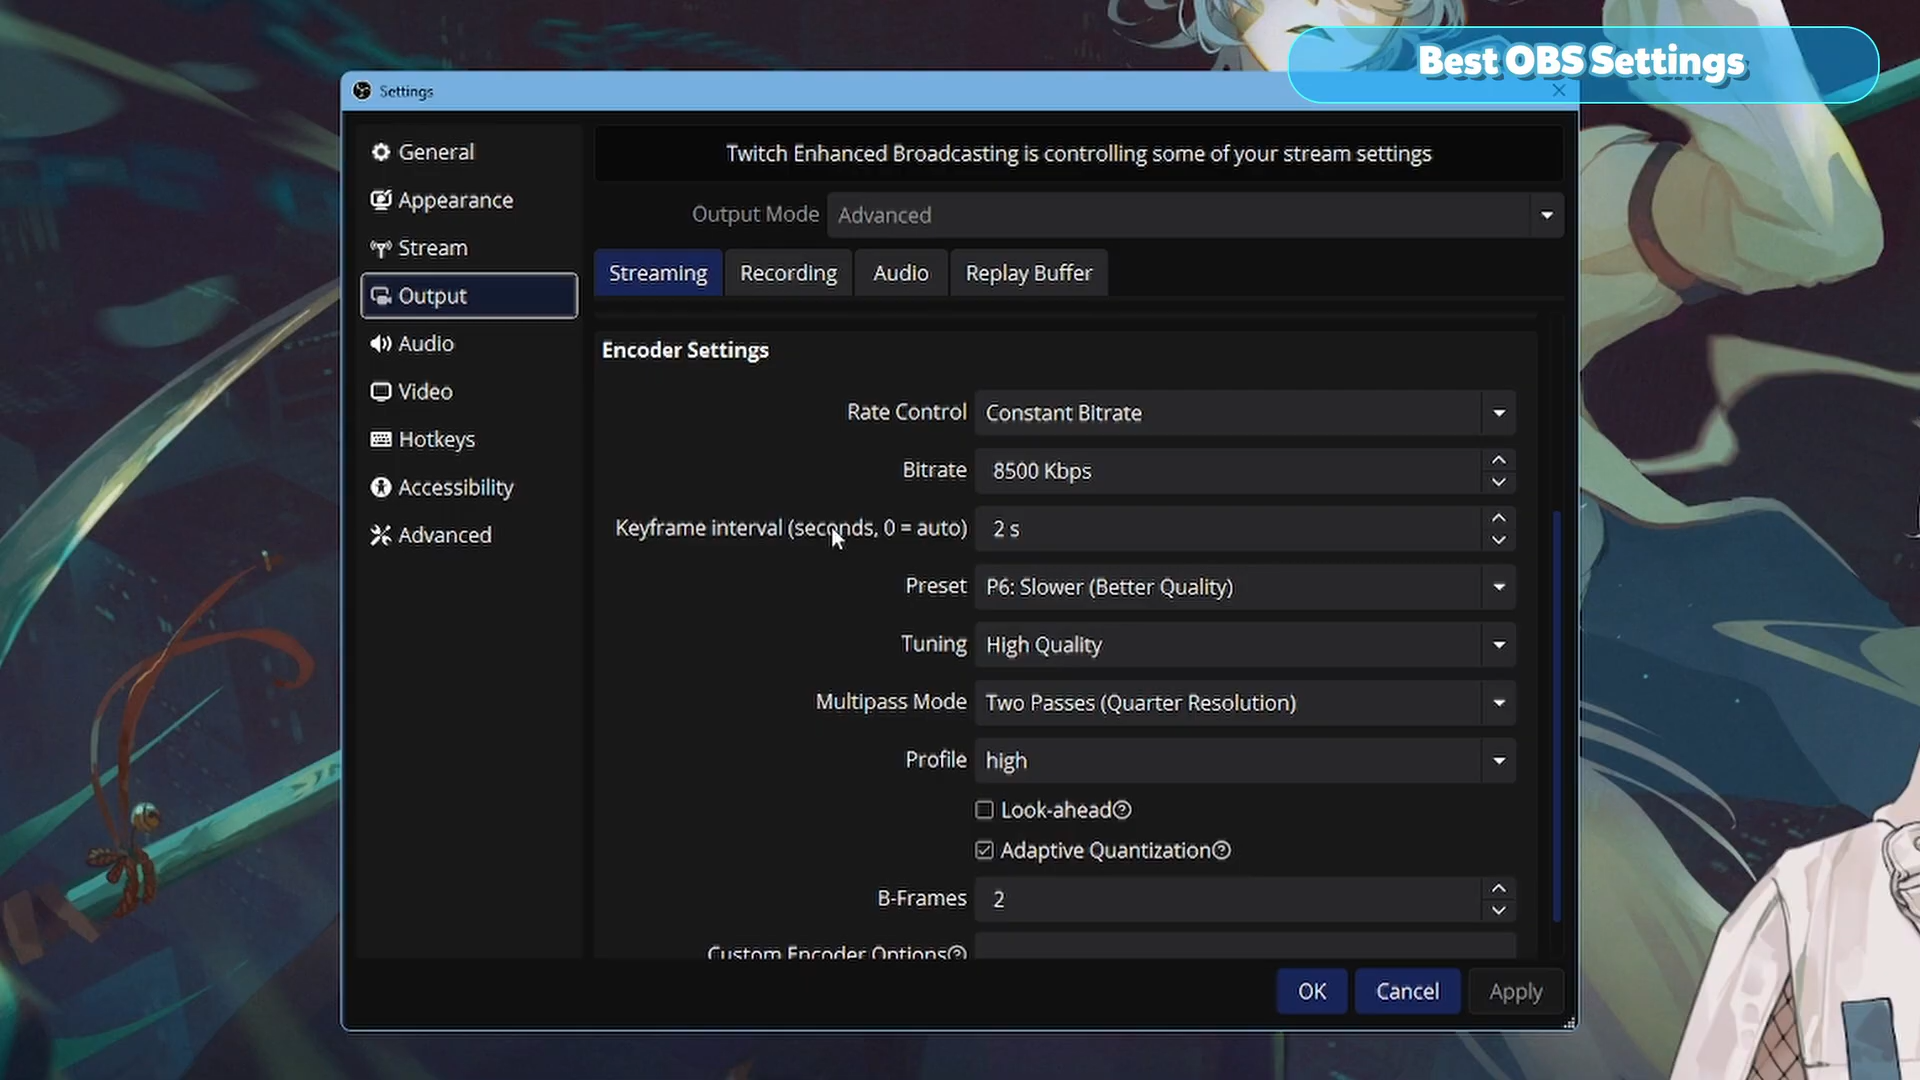 Best OBS Settings
Settings
General
Appearance
Stream
Output
Audio
Video
Hotkeys
Accessibility
Advanced
Twitch Enhanced Broadcasting is controlling some of your stream settings
Output Mode Advanced
Streaming Recording Audio Replay Buffer
Encoder Settings
Rate Control Constant Bitrate
Bitrate 8500 Kbps
Keyframe interval (seconds, 0 = auto) 2 s
Preset P6: Slower (Better Quality)
Tuning High Quality
Multipass Mode Two Passes (Quarter Resolution)
Profile high
Look-ahead
Adaptive Quantization
B-Frames 2
Custom Encoder Options
OK Cancel Apply